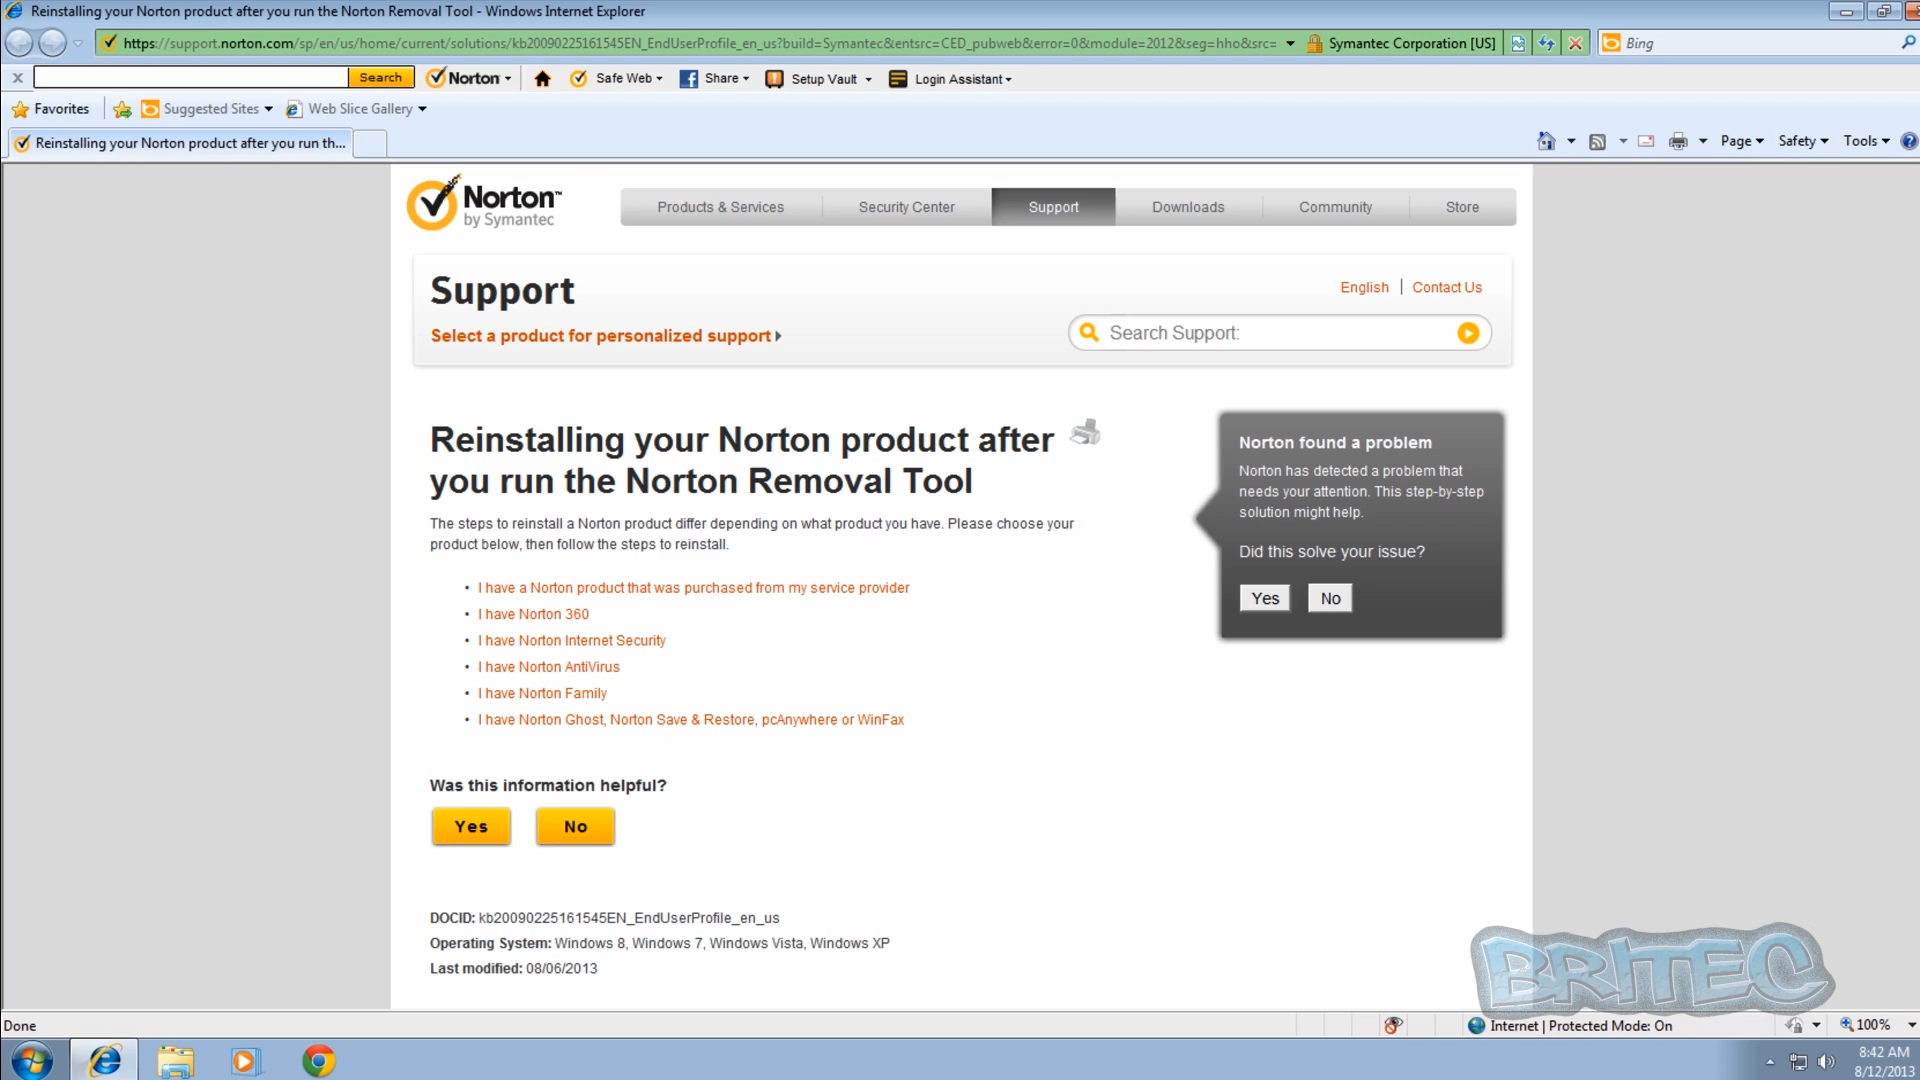 Reinstalling your Norton product after you run the Norton Removal Tool - Windows Internet Explorer
https://support.norton.com/sp/en/us/home/current/solutions/kb20090225161545EN_EndUserProfile_en_us?build=Symantec&entsrc=CED_pubweb&error=0&module=2012&seg=hho&src=
Symantec Corporation [US]
Bing
Search
Norton
Safe Web
Share
Setup Vault
Login Assistant
Favorites
Suggested Sites
Web Slice Gallery
Reinstalling your Norton product after you run th...
Page
Safety
Tools
Norton™
by Symantec
Products & Services
Security Center
Support
Downloads
Community
Store
Support
English | Contact Us
Select a product for personalized support
Search Support:
Reinstalling your Norton product after
you run the Norton Removal Tool
The steps to reinstall a Norton product differ depending on what product you have. Please choose your
product below, then follow the steps to reinstall.
• I have a Norton product that was purchased from my service provider
• I have Norton 360
• I have Norton Internet Security
• I have Norton AntiVirus
• I have Norton Family
• I have Norton Ghost, Norton Save & Restore, pcAnywhere or WinFax
Norton found a problem
Norton has detected a problem that
needs your attention. This step-by-step
solution might help.
Did this solve your issue?
Yes
No
Was this information helpful?
Yes
No
DOCID: kb20090225161545EN_EndUserProfile_en_us
Operating System: Windows 8, Windows 7, Windows Vista, Windows XP
Last modified: 08/06/2013
BRITEC
Done
Internet | Protected Mode: On
100%
8:42 AM
8/12/2013